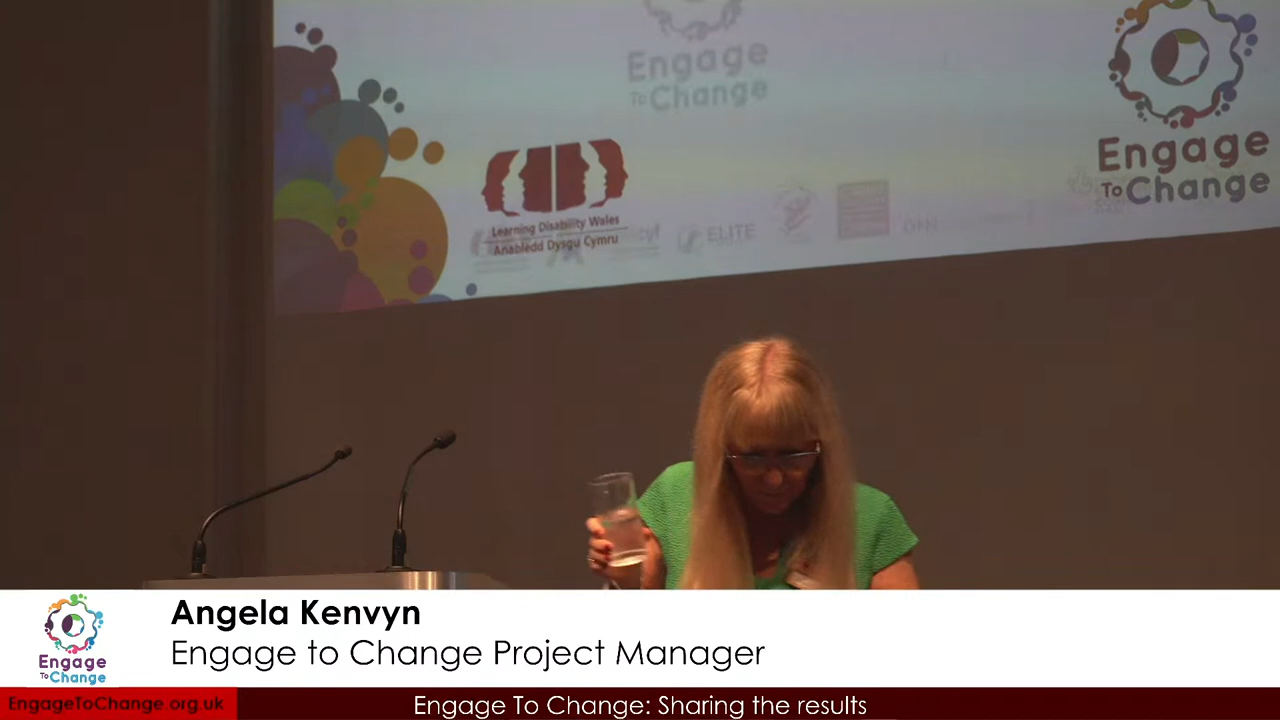 Engage
To Change
Engage
To Change
Learning Disability Wales
Anabledd Dysgu Cymru
ELITE
Angela Kenvyn
Engage to Change Project Manager
Engage
To Change
EngageToChange.org.uk
Engage To Change: Sharing the results